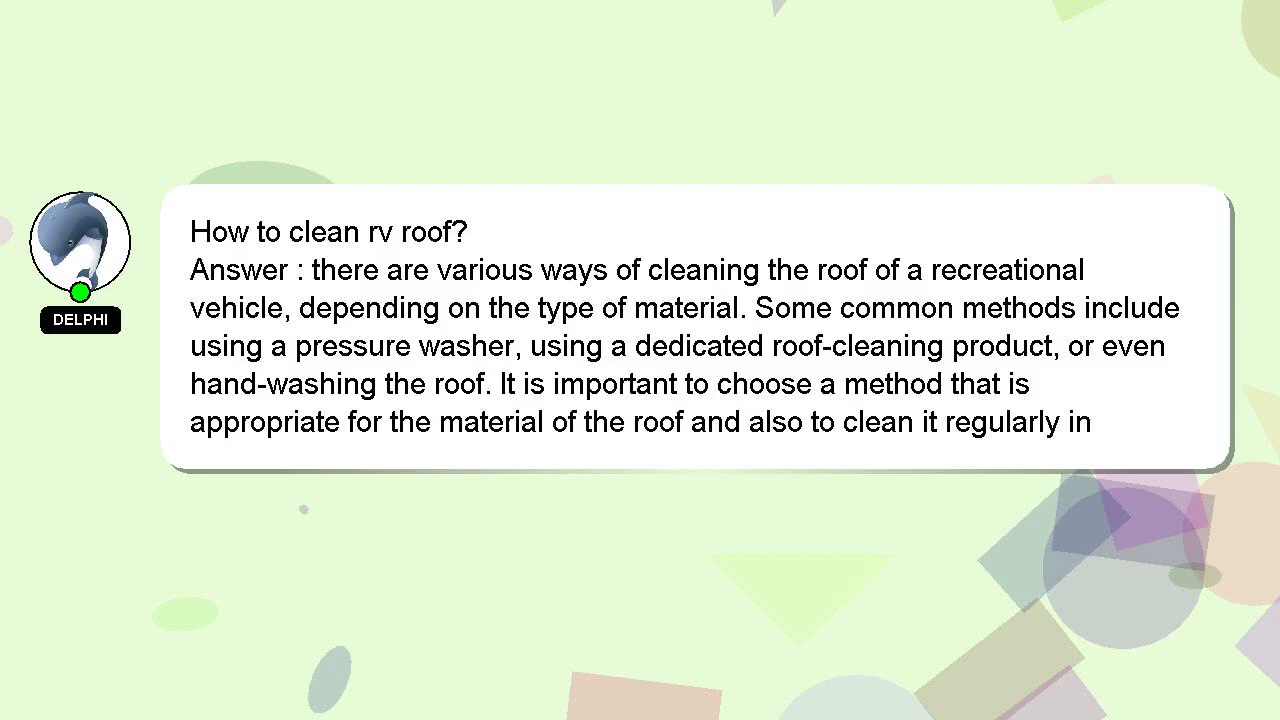 How to clean rv roof?
Answer : there are various ways of cleaning the roof of a recreational
vehicle, depending on the type of material. Some common methods include
using a pressure washer, using a dedicated roof-cleaning product, or even
hand-washing the roof. It is important to choose a method that is
appropriate for the material of the roof and also to clean it regularly in
DELPHI